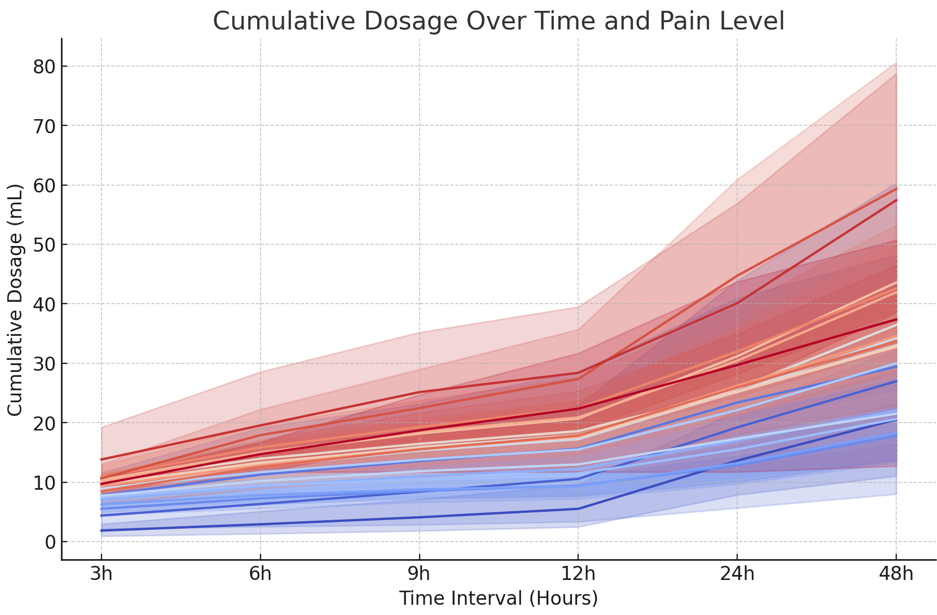 Cumulative Dosage Over Time and Pain Level
Cumulative Dosage (mL)
80
70
60
50
40
30
20
10
0
3h 6h 9h 12h 24h 48h
Time Interval (Hours)